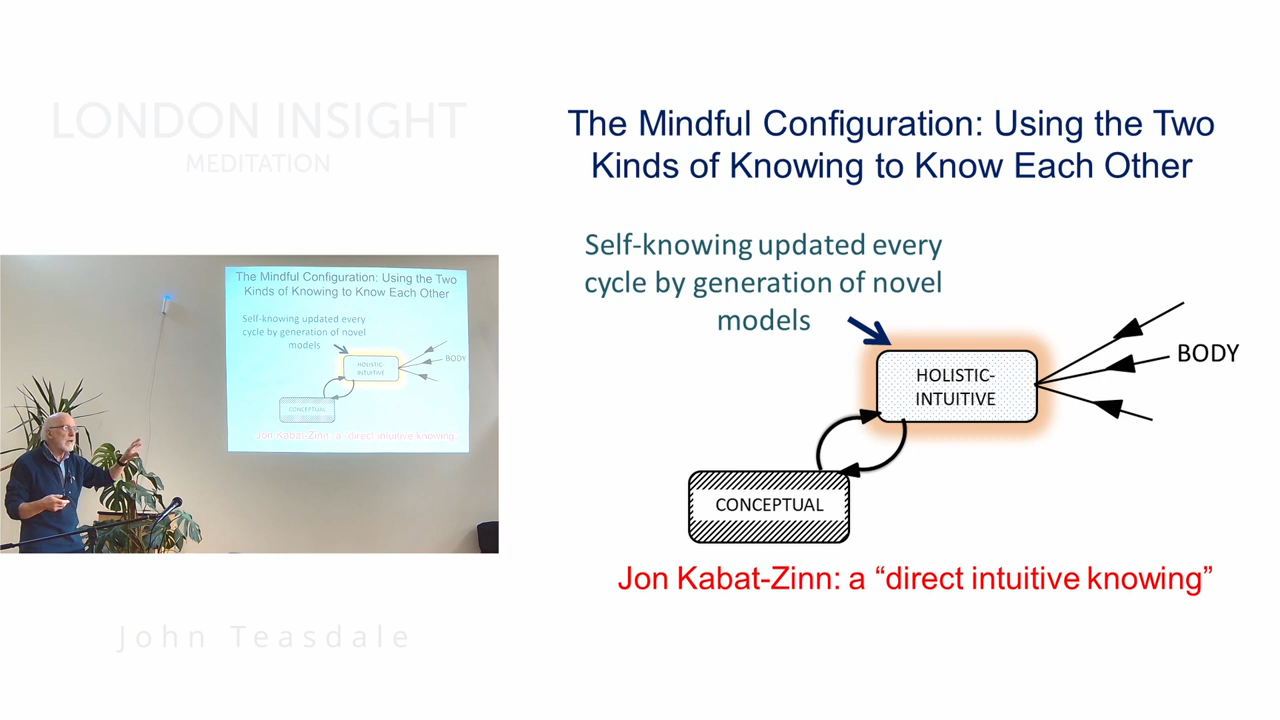 LONDON INSIGHT
MEDITATION
The Mindful Configuration: Using the Two
Kinds of Knowing to Know Each Other
Self-knowing updated every
cycle by generation of novel
models
HOLISTIC-
INTUITIVE
BODY
CONCEPTUAL
Jon Kabat-Zinn: a “direct intuitive knowing”
The Mindful Configuration: Using the Two
Kinds of Knowing to Know Each Other
Self-knowing updated every
cycle by generation of novel
models
HOLISTIC-
INTUITIVE
BODY
CONCEPTUAL
Jon Kabat-Zinn: a “direct intuitive knowing”
John Teasdale